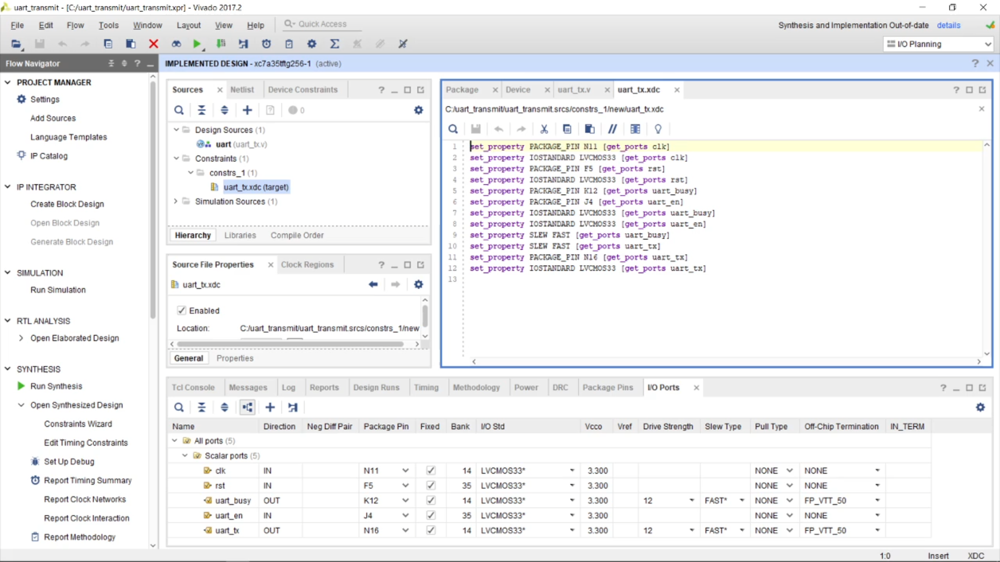 uart_transmit - [C:/uart_transmit/uart_transmit.xpr] - Vivado 2017.2
File Edit Flow Tools Window Layout View Help Quick Access
Synthesis and Implementation Out-of-date details
I/O Planning
Flow Navigator
IMPLEMENTED DESIGN - xc7a35tftg256-1 (active)
PROJECT MANAGER
Settings
Add Sources
Language Templates
IP Catalog
IP INTEGRATOR
Create Block Design
Open Block Design
Generate Block Design
SIMULATION
Run Simulation
RTL ANALYSIS
Open Elaborated Design
SYNTHESIS
Run Synthesis
Open Synthesized Design
Constraints Wizard
Edit Timing Constraints
Set Up Debug
Report Timing Summary
Report Clock Networks
Report Clock Interaction
Report Methodology
Sources Netlist Device Constraints
0
Design Sources (1)
uart (uart_tx.v)
Constraints (1)
constrs_1 (1)
uart_tx.xdc (target)
Simulation Sources (1)
Hierarchy Libraries Compile Order
Source File Properties Clock Regions
uart_tx.xdc
Enabled
Location: C:/uart_transmit/uart_transmit.srcs/constrs_1/new
General Properties
Package Device uart_tx.v uart_tx.xdc
C:/uart_transmit/uart_transmit.srcs/constrs_1/new/uart_tx.xdc
1 set_property PACKAGE_PIN N11 [get_ports clk]
2 set_property IOSTANDARD LVCMOS33 [get_ports clk]
3 set_property PACKAGE_PIN F5 [get_ports rst]
4 set_property IOSTANDARD LVCMOS33 [get_ports rst]
5 set_property PACKAGE_PIN K12 [get_ports uart_busy]
6 set_property PACKAGE_PIN J4 [get_ports uart_en]
7 set_property IOSTANDARD LVCMOS33 [get_ports uart_busy]
8 set_property IOSTANDARD LVCMOS33 [get_ports uart_en]
9 set_property SLEW FAST [get_ports uart_busy]
10 set_property SLEW FAST [get_ports uart_tx]
11 set_property PACKAGE_PIN N16 [get_ports uart_tx]
12 set_property IOSTANDARD LVCMOS33 [get_ports uart_tx]
13
Tcl Console Messages Log Reports Design Runs Timing Methodology Power DRC Package Pins I/O Ports
Name Direction Neg Diff Pair Package Pin Fixed Bank I/O Std Vcco Vref Drive Strength Slew Type Pull Type Off-Chip Termination IN_TERM
All ports (5)
Scalar ports (5)
clk IN N11 14 LVCMOS33* 3.300 NONE NONE
rst IN F5 35 LVCMOS33* 3.300 NONE NONE
uart_busy OUT K12 14 LVCMOS33* 3.300 12 FAST* NONE FP_VTT_50
uart_en IN J4 35 LVCMOS33* 3.300 NONE NONE
uart_tx OUT N16 14 LVCMOS33* 3.300 12 FAST* NONE FP_VTT_50
1:0 Insert XDC